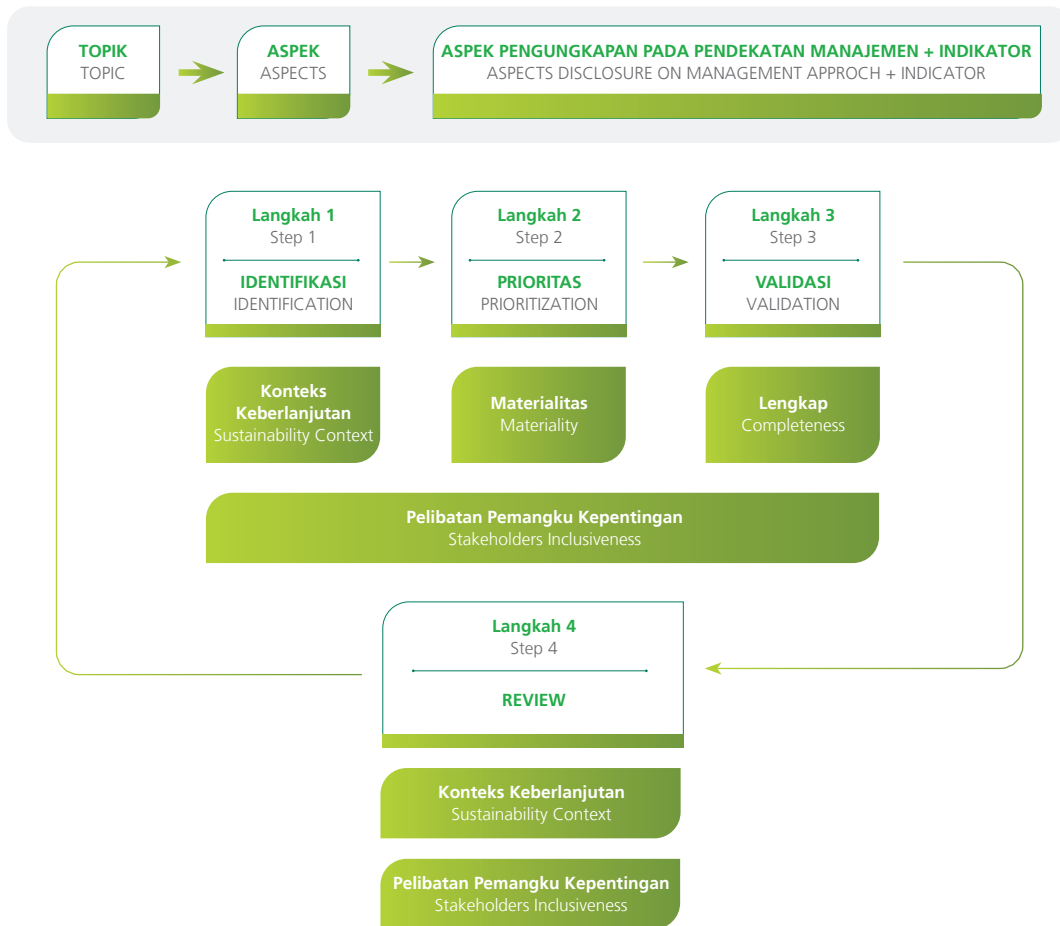 TOPIK
TOPIC
ASPEK
ASPECTS
ASPEK PENGUNGKAPAN PADA PENDEKATAN MANAJEMEN + INDIKATOR
ASPECTS DISCLOSURE ON MANAGEMENT APPROCH + INDICATOR
Langkah 1
Step 1
IDENTIFIKASI
IDENTIFICATION
Langkah 2
Step 2
PRIORITAS
PRIORITIZATION
Langkah 3
Step 3
VALIDASI
VALIDATION
Konteks
Keberlanjutan
Sustainability Context
Materialitas
Materiality
Lengkap
Completeness
Pelibatan Pemangku Kepentingan
Stakeholders Inclusiveness
Langkah 4
Step 4
REVIEW
Konteks Keberlanjutan
Sustainability Context
Pelibatan Pemangku Kepentingan
Stakeholders Inclusiveness